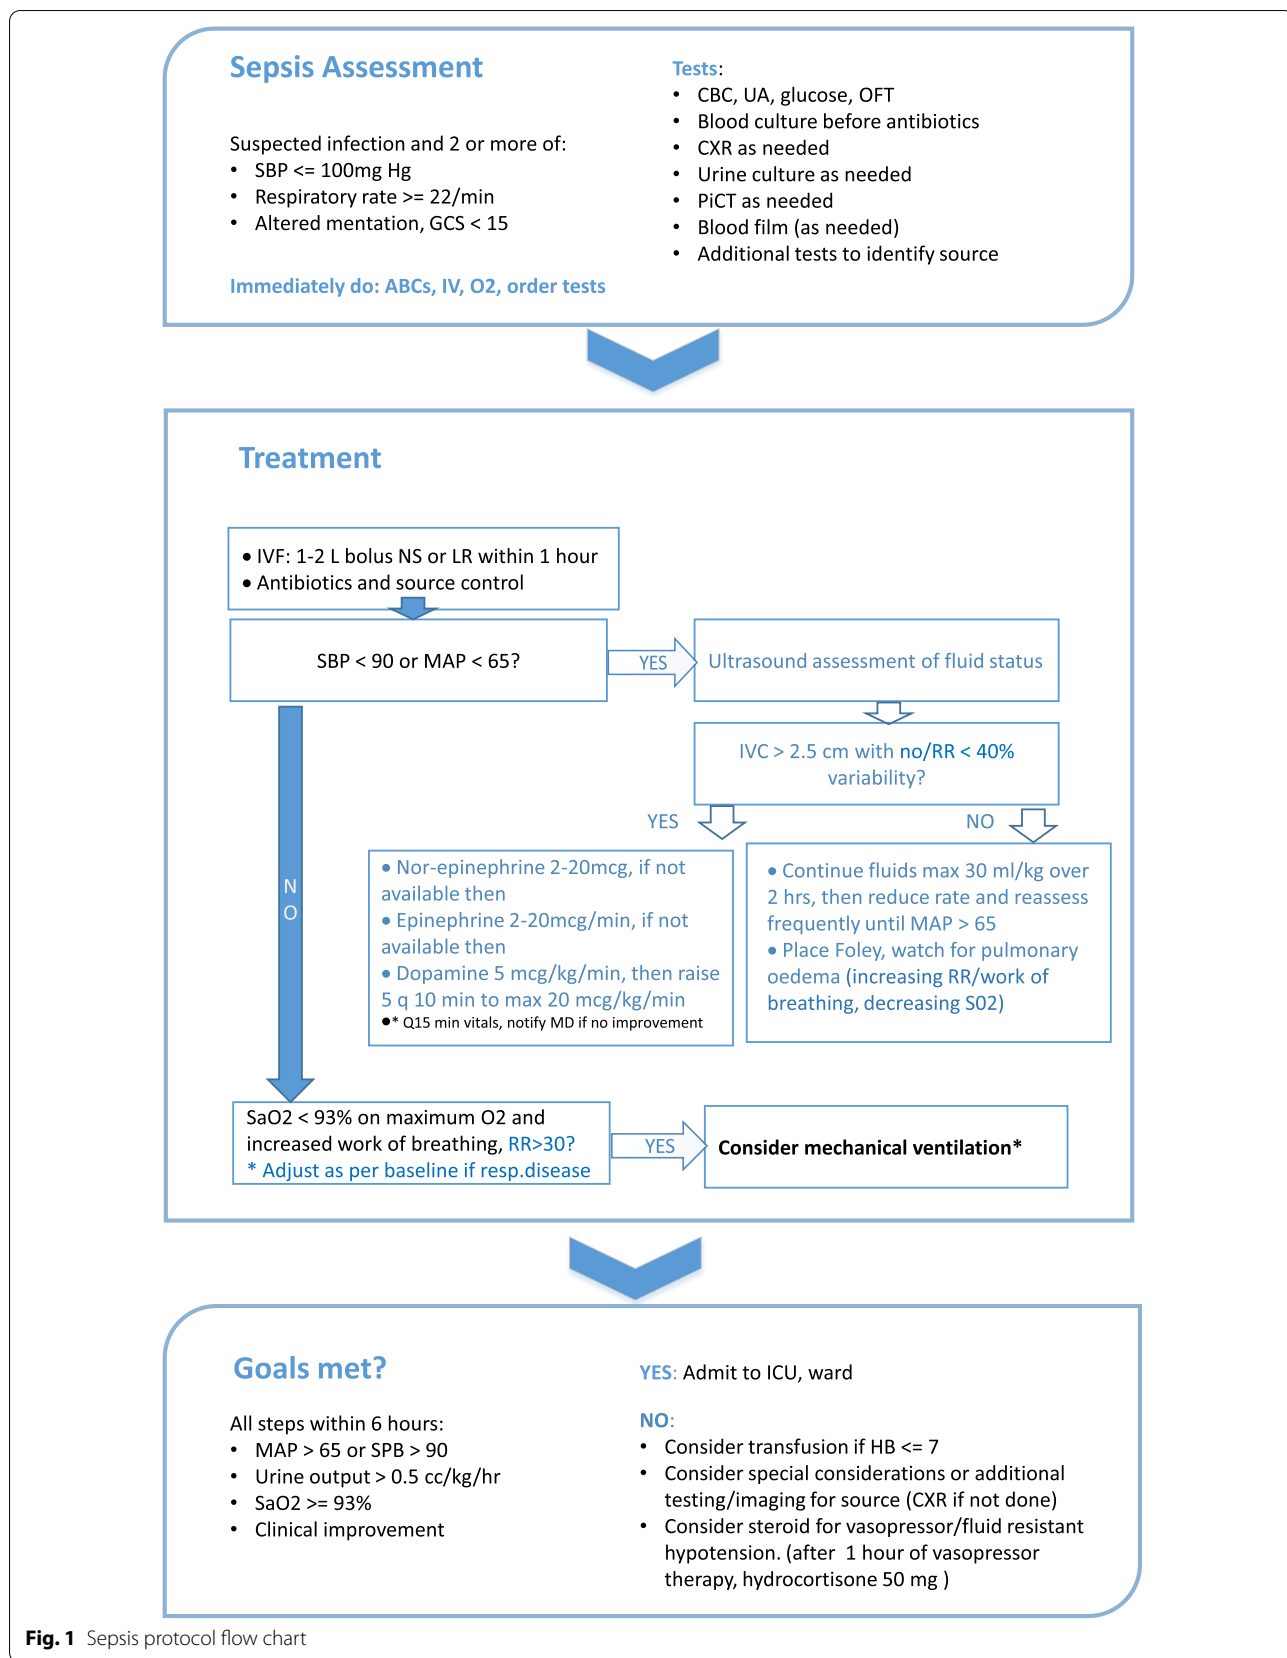 Sepsis Assessment
Suspected infection and 2 or more of:
• SBP <= 100mg Hg
• Respiratory rate >= 22/min
• Altered mentation, GCS < 15
Immediately do: ABCs, IV, O2, order tests
Tests:
• CBC, UA, glucose, OFT
• Blood culture before antibiotics
• CXR as needed
• Urine culture as needed
• PiCT as needed
• Blood film (as needed)
• Additional tests to identify source
Treatment
• IVF: 1-2 L bolus NS or LR within 1 hour
• Antibiotics and source control
SBP < 90 or MAP < 65?
YES
Ultrasound assessment of fluid status
IVC > 2.5 cm with no/RR < 40%
variability?
YES
NO
• Nor-epinephrine 2-20mcg, if not
available then
• Epinephrine 2-20mcg/min, if not
available then
• Dopamine 5 mcg/kg/min, then raise
5 q 10 min to max 20 mcg/kg/min
•* Q15 min vitals, notify MD if no improvement
• Continue fluids max 30 ml/kg over
2 hrs, then reduce rate and reassess
frequently until MAP > 65
• Place Foley, watch for pulmonary
oedema (increasing RR/work of
breathing, decreasing S02)
N
O
SaO2 < 93% on maximum O2 and
increased work of breathing, RR>30?
* Adjust as per baseline if resp.disease
YES
Consider mechanical ventilation*
Goals met?
All steps within 6 hours:
• MAP > 65 or SPB > 90
• Urine output > 0.5 cc/kg/hr
• SaO2 >= 93%
• Clinical improvement
YES: Admit to ICU, ward
NO:
• Consider transfusion if HB <= 7
• Consider special considerations or additional
testing/imaging for source (CXR if not done)
• Consider steroid for vasopressor/fluid resistant
hypotension. (after 1 hour of vasopressor
therapy, hydrocortisone 50 mg )
Fig. 1 Sepsis protocol flow chart